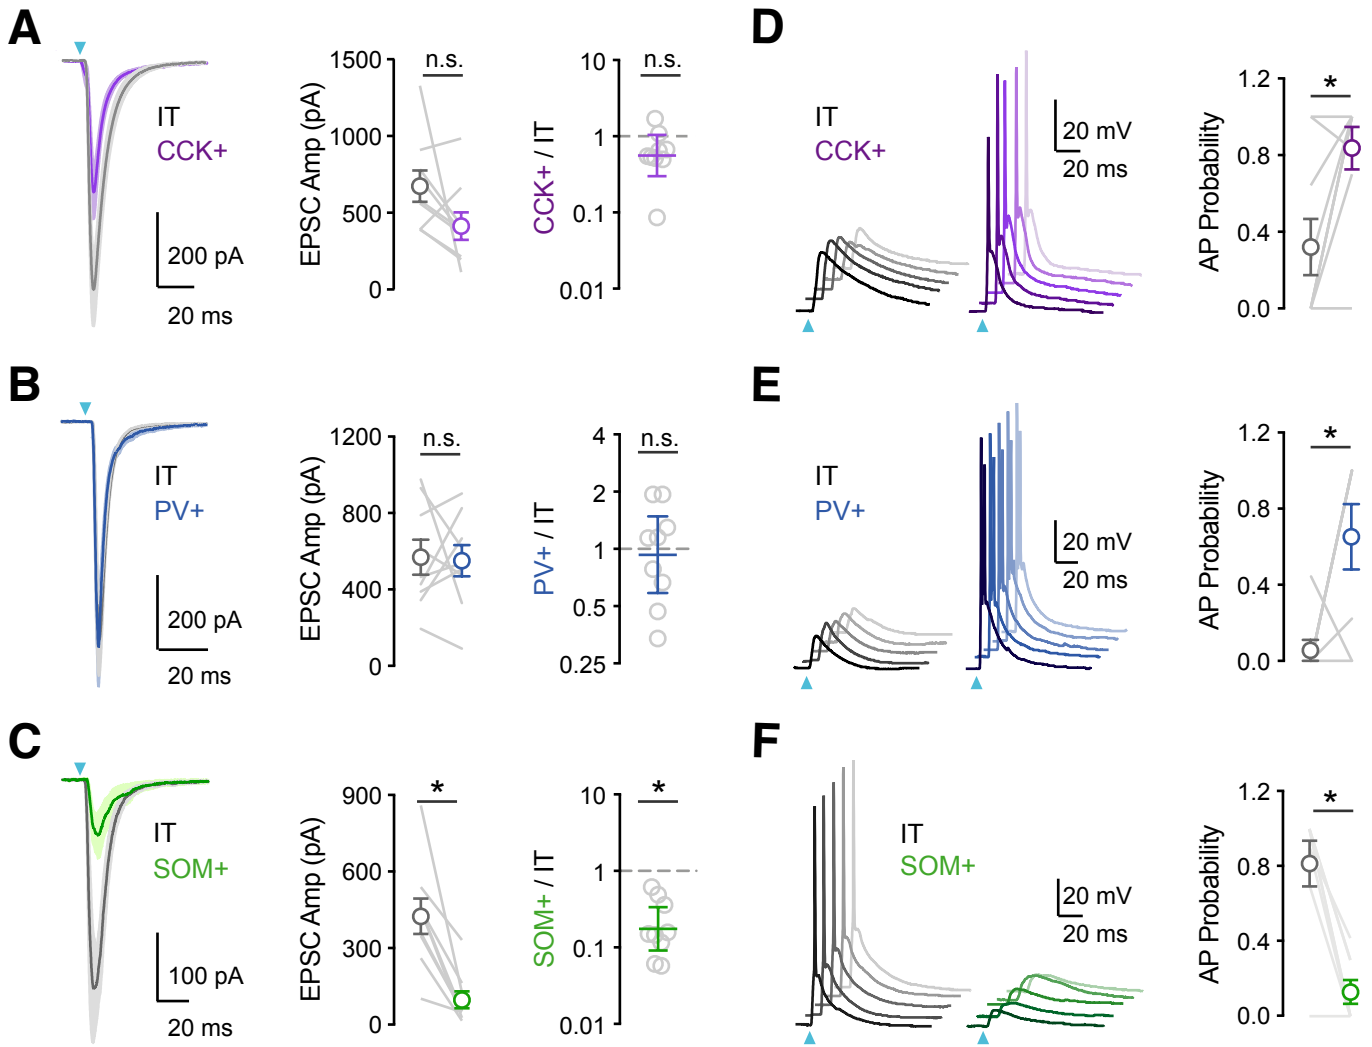 A
IT
CCK+
200 pA
20 ms
EPSC Amp (pA)
1500
1000
500
0
n.s.
CCK+ / IT
10
1
0.1
0.01
n.s.
D
IT
CCK+
20 mV
20 ms
AP Probability
1.2
0.8
0.4
0.0
*
B
IT
PV+
200 pA
20 ms
EPSC Amp (pA)
1200
800
400
0
n.s.
PV+ / IT
4
2
1
0.5
0.25
n.s.
E
IT
PV+
20 mV
20 ms
AP Probability
1.2
0.8
0.4
0.0
*
C
IT
SOM+
100 pA
20 ms
EPSC Amp (pA)
900
600
300
0
*
SOM+ / IT
10
1
0.1
0.01
*
F
IT
SOM+
20 mV
20 ms
AP Probability
1.2
0.8
0.4
0.0
*